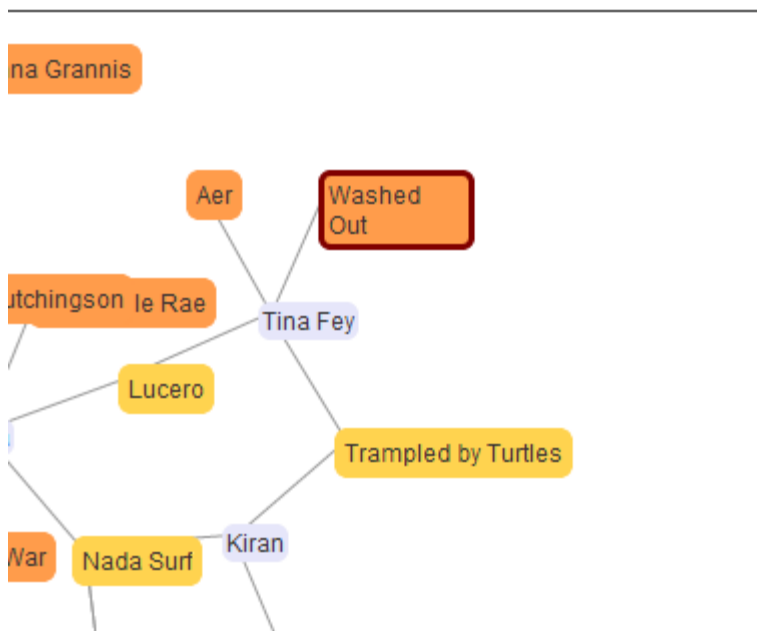 na Grannis
Aer
Washed
Out
utchingson
le Rae
Tina Fey
Lucero
Trampled by Turtles
War
Nada Surf
Kiran